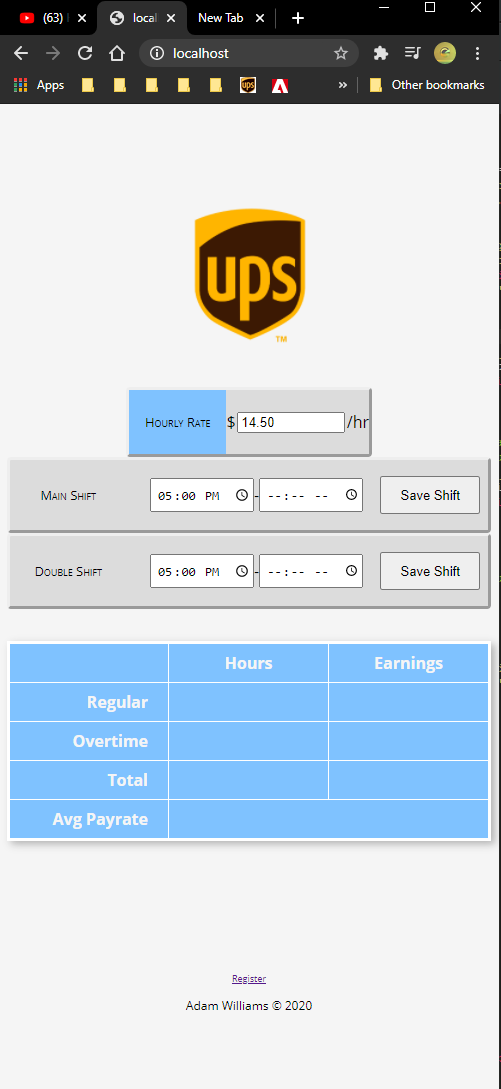 (63)
local
New Tab
localhost
Apps
ups
Other bookmarks
ups
TM
Hourly Rate $ 14.50 /hr
Main Shift 05:00 PM - --:-- -- Save Shift
Double Shift 05:00 PM - --:-- -- Save Shift
Hours Earnings
Regular
Overtime
Total
Avg Payrate
Register
Adam Williams © 2020